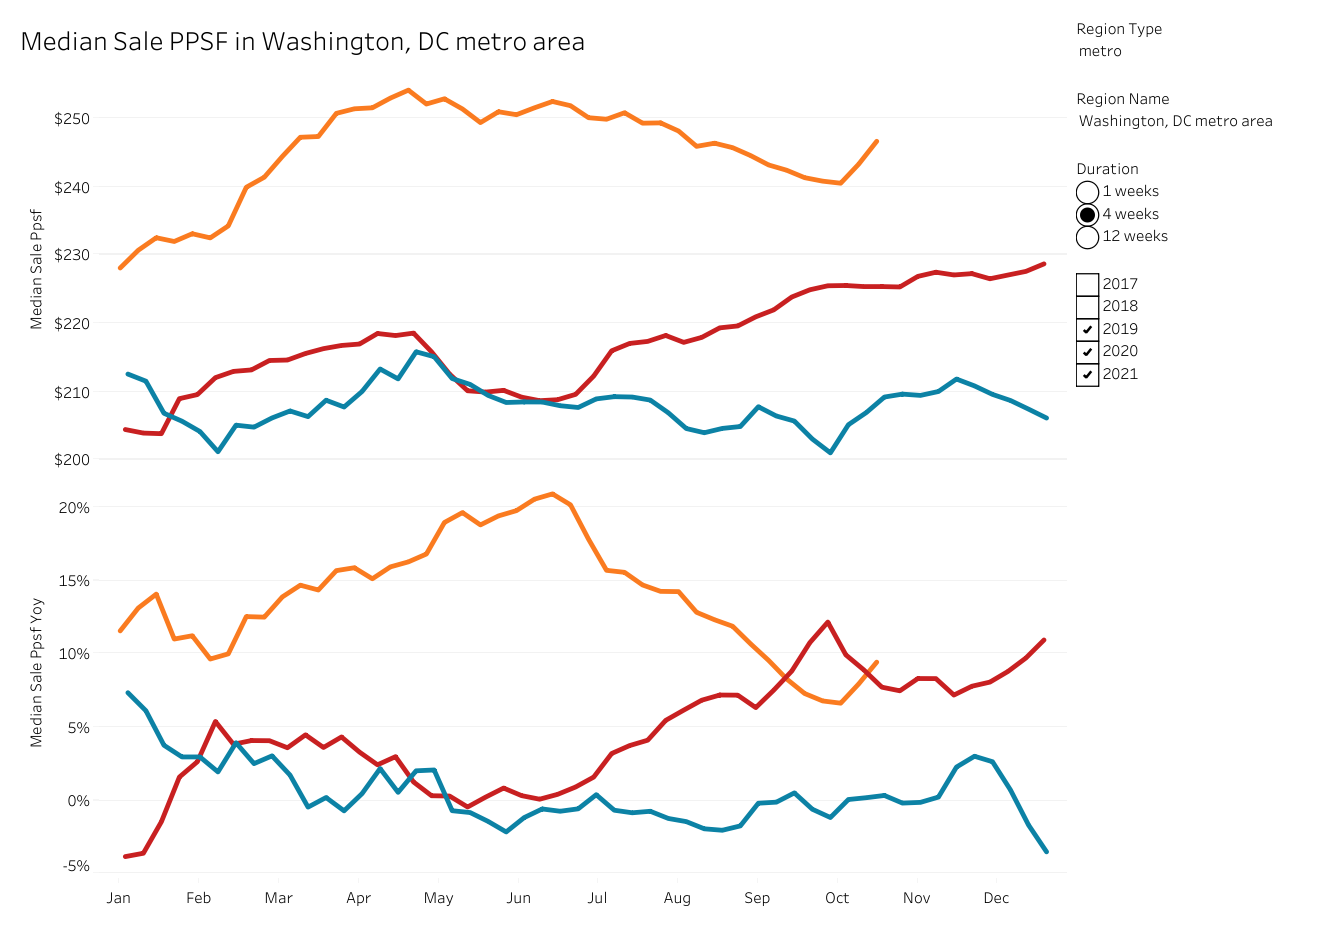 Median Sale PPSF in Washington, DC metro area
Region Type
metro
Region Name
Washington, DC metro area
Duration
1 weeks
4 weeks
12 weeks
2017
2018
2019
2020
2021
Median Sale Ppsf
$250
$240
$230
$220
$210
$200
Median Sale Ppsf Yoy
20%
15%
10%
5%
0%
-5%
Jan Feb Mar Apr May Jun Jul Aug Sep Oct Nov Dec